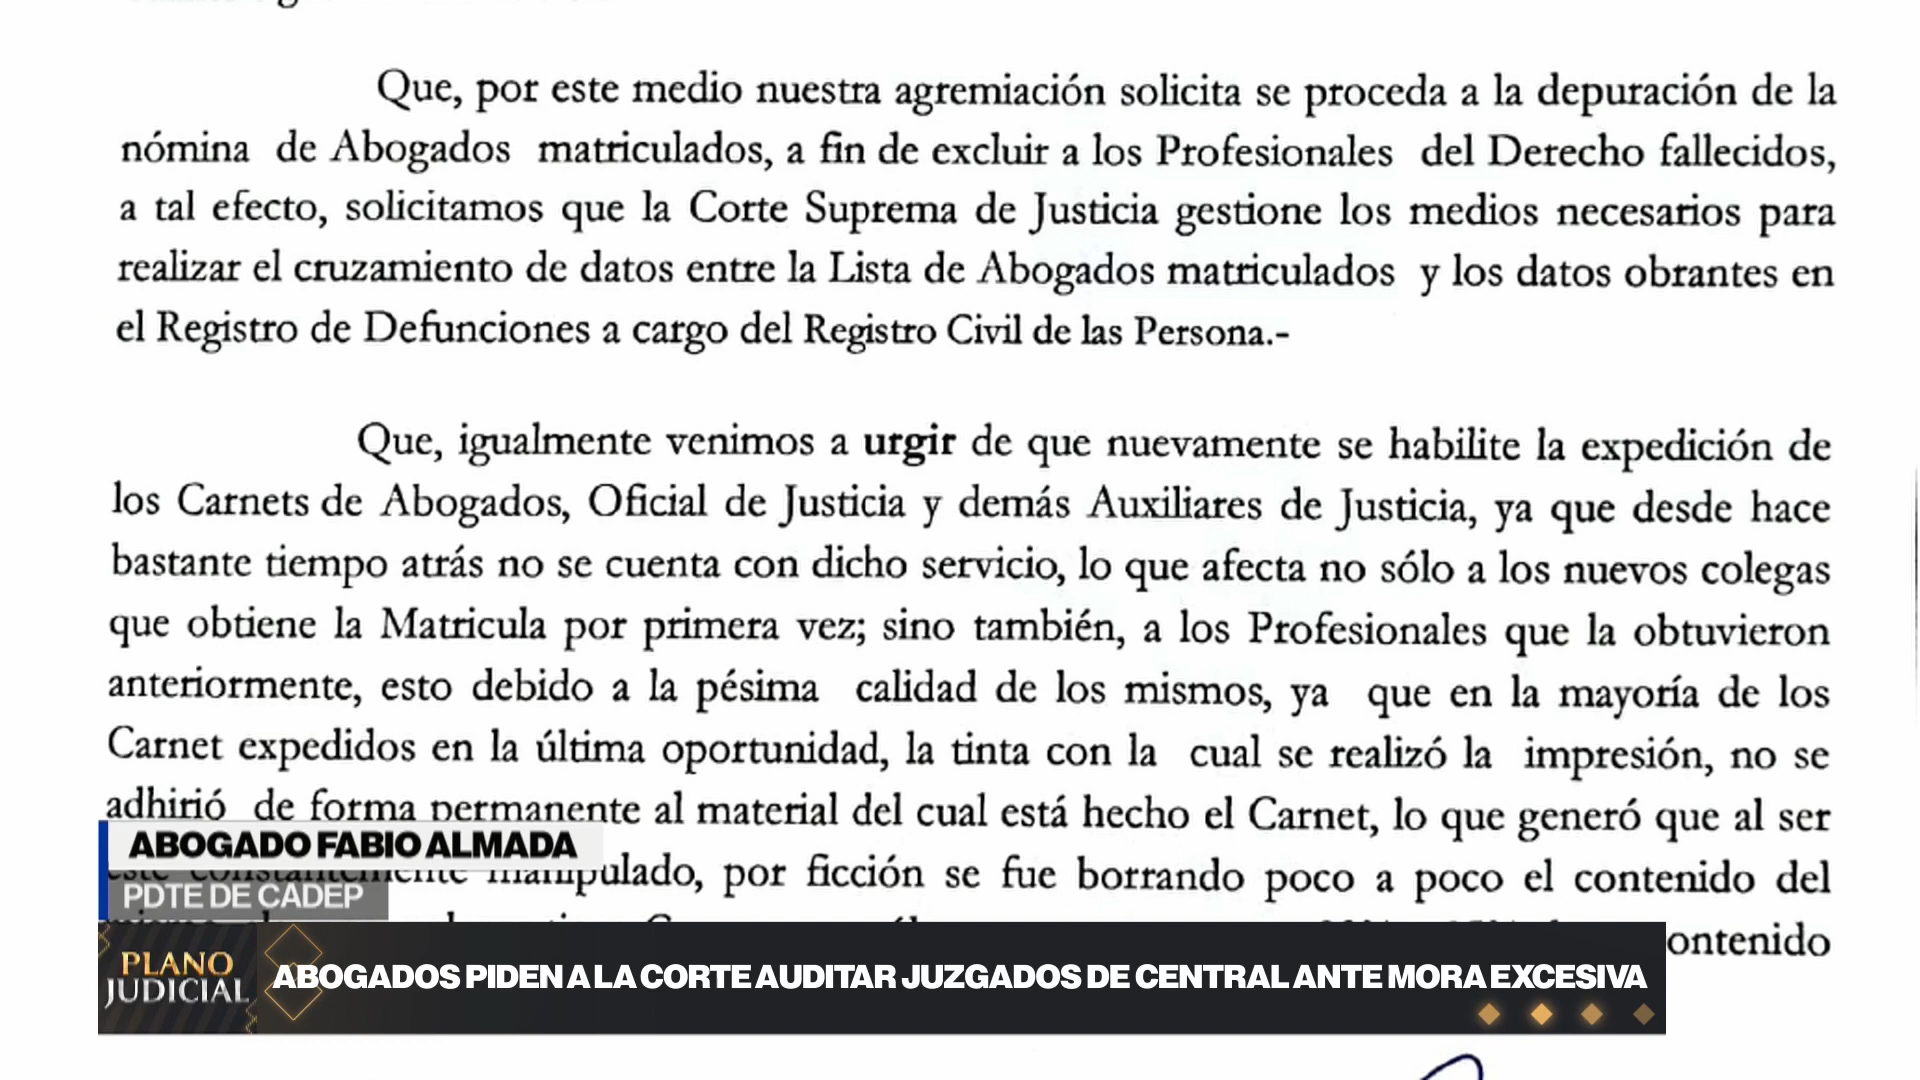 Que, por este medio nuestra agremiación solicita se proceda a la depuración de la
nómina de Abogados matriculados, a fin de excluir a los Profesionales del Derecho fallecidos,
a tal efecto, solicitamos que la Corte Suprema de Justicia gestione los medios necesarios para
realizar el cruzamiento de datos entre la Lista de Abogados matriculados y los datos obrantes en
el Registro de Defunciones a cargo del Registro Civil de las Persona.-
Que, igualmente venimos a urgir de que nuevamente se habilite la expedición de
los Carnets de Abogados, Oficial de Justicia y demás Auxiliares de Justicia, ya que desde hace
bastante tiempo atrás no se cuenta con dicho servicio, lo que afecta no sólo a los nuevos colegas
que obtiene la Matricula por primera vez; sino también, a los Profesionales que la obtuvieron
anteriormente, esto debido a la pésima calidad de los mismos, ya que en la mayoría de los
Carnet expedidos en la última oportunidad, la tinta con la cual se realizó la impresión, no se
adhirió de forma permanente al material del cual está hecho el Carnet, lo que generó que al ser
manipulado, por ficción se fue borrando poco a poco el contenido del
ABOGADO FABIO ALMADA
PDTE DE CADEP
PLANO
JUDICIAL
ABOGADOS PIDEN A LA CORTE AUDITAR JUZGADOS DE CENTRAL ANTE MORA EXCESIVA